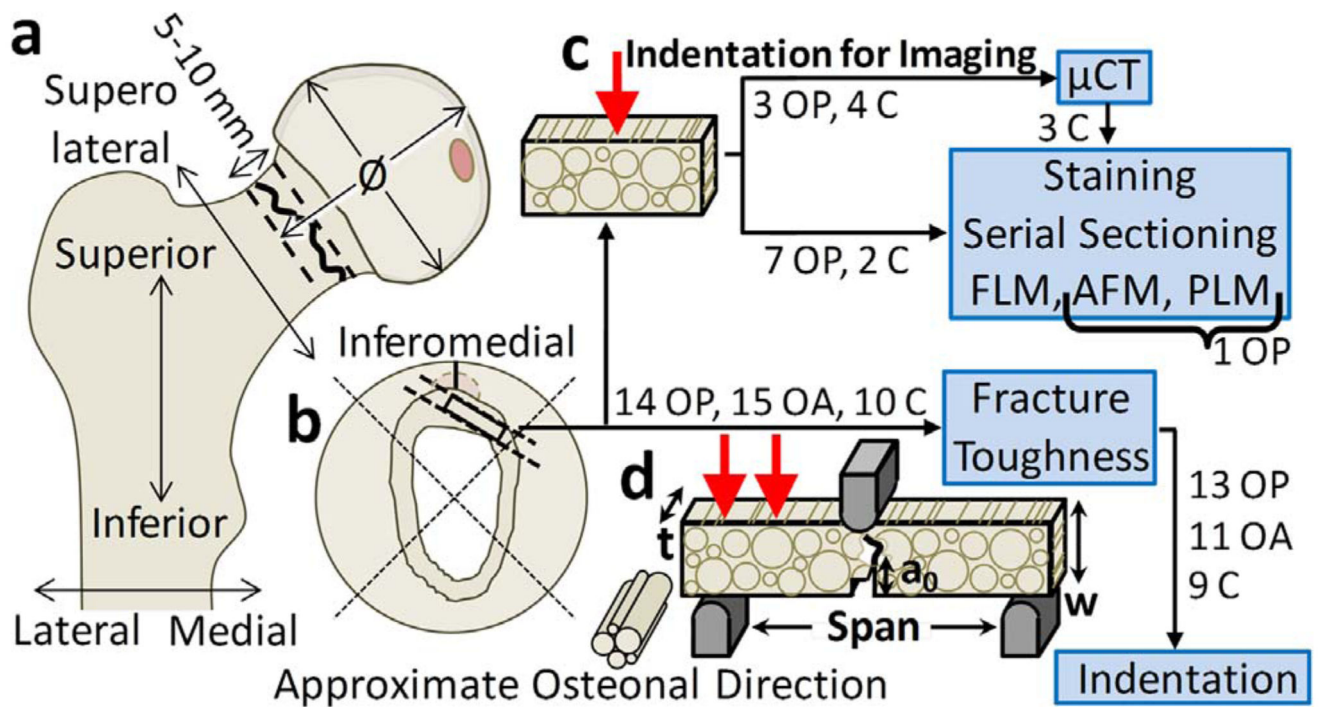 a
5-10 mm
Supero
lateral
Ø
Superior
Inferior
Lateral Medial
b
Inferomedial
c
Indentation for Imaging
3 OP, 4 C
μCT
3 C
7 OP, 2 C
Staining
Serial Sectioning
FLM, AFM, PLM
1 OP
14 OP, 15 OA, 10 C
Fracture
Toughness
13 OP
11 OA
9 C
Indentation
d
t
a0
w
Span
Approximate Osteonal Direction